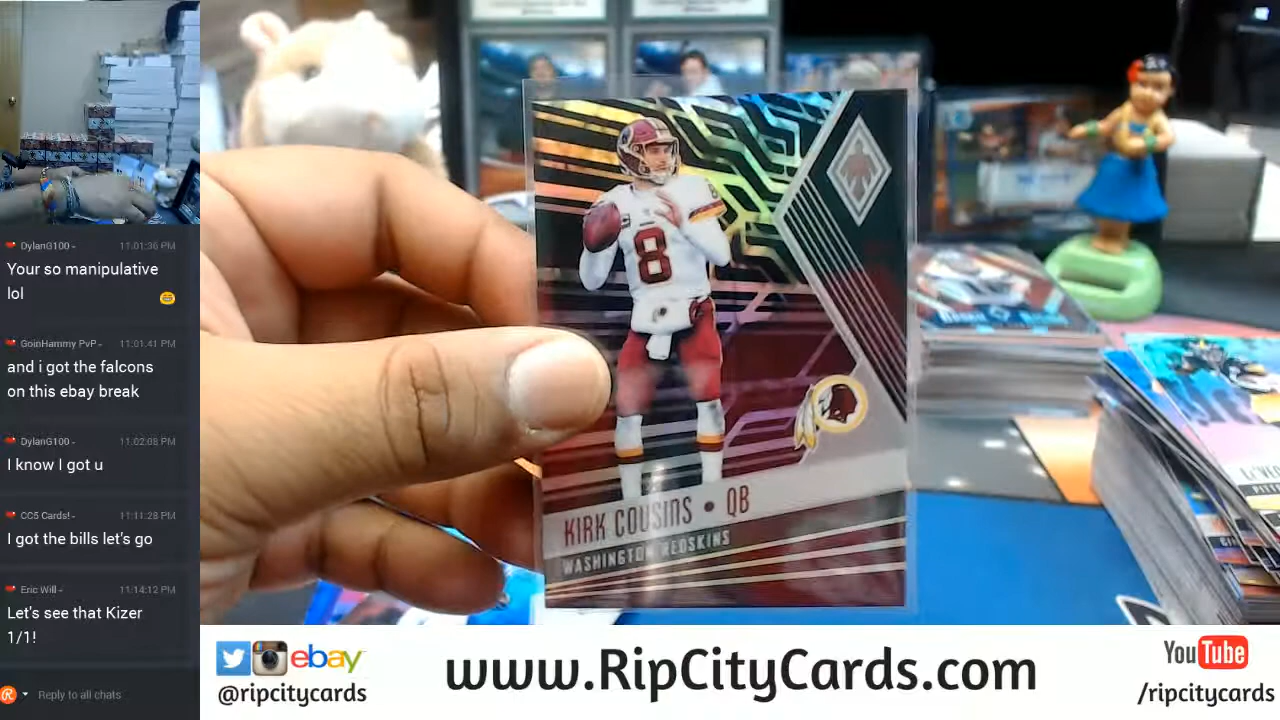 DylanG100 - 11:01:36 PM
Your so manipulative
lol
GoinHammy PvP - 11:01:41 PM
and i got the falcons
on this ebay break
DylanG100 - 11:02:08 PM
I know I got u
CC5 Cards! - 11:11:28 PM
I got the bills let's go
Eric Will - 11:14:12 PM
Let's see that Kizer
1/1!
Reply to all chats
8
8
KIRK COUSINS • QB
WASHINGTON REDSKINS
ebay
@ripcitycards
www.RipCityCards.com
YouTube
/ripcitycards